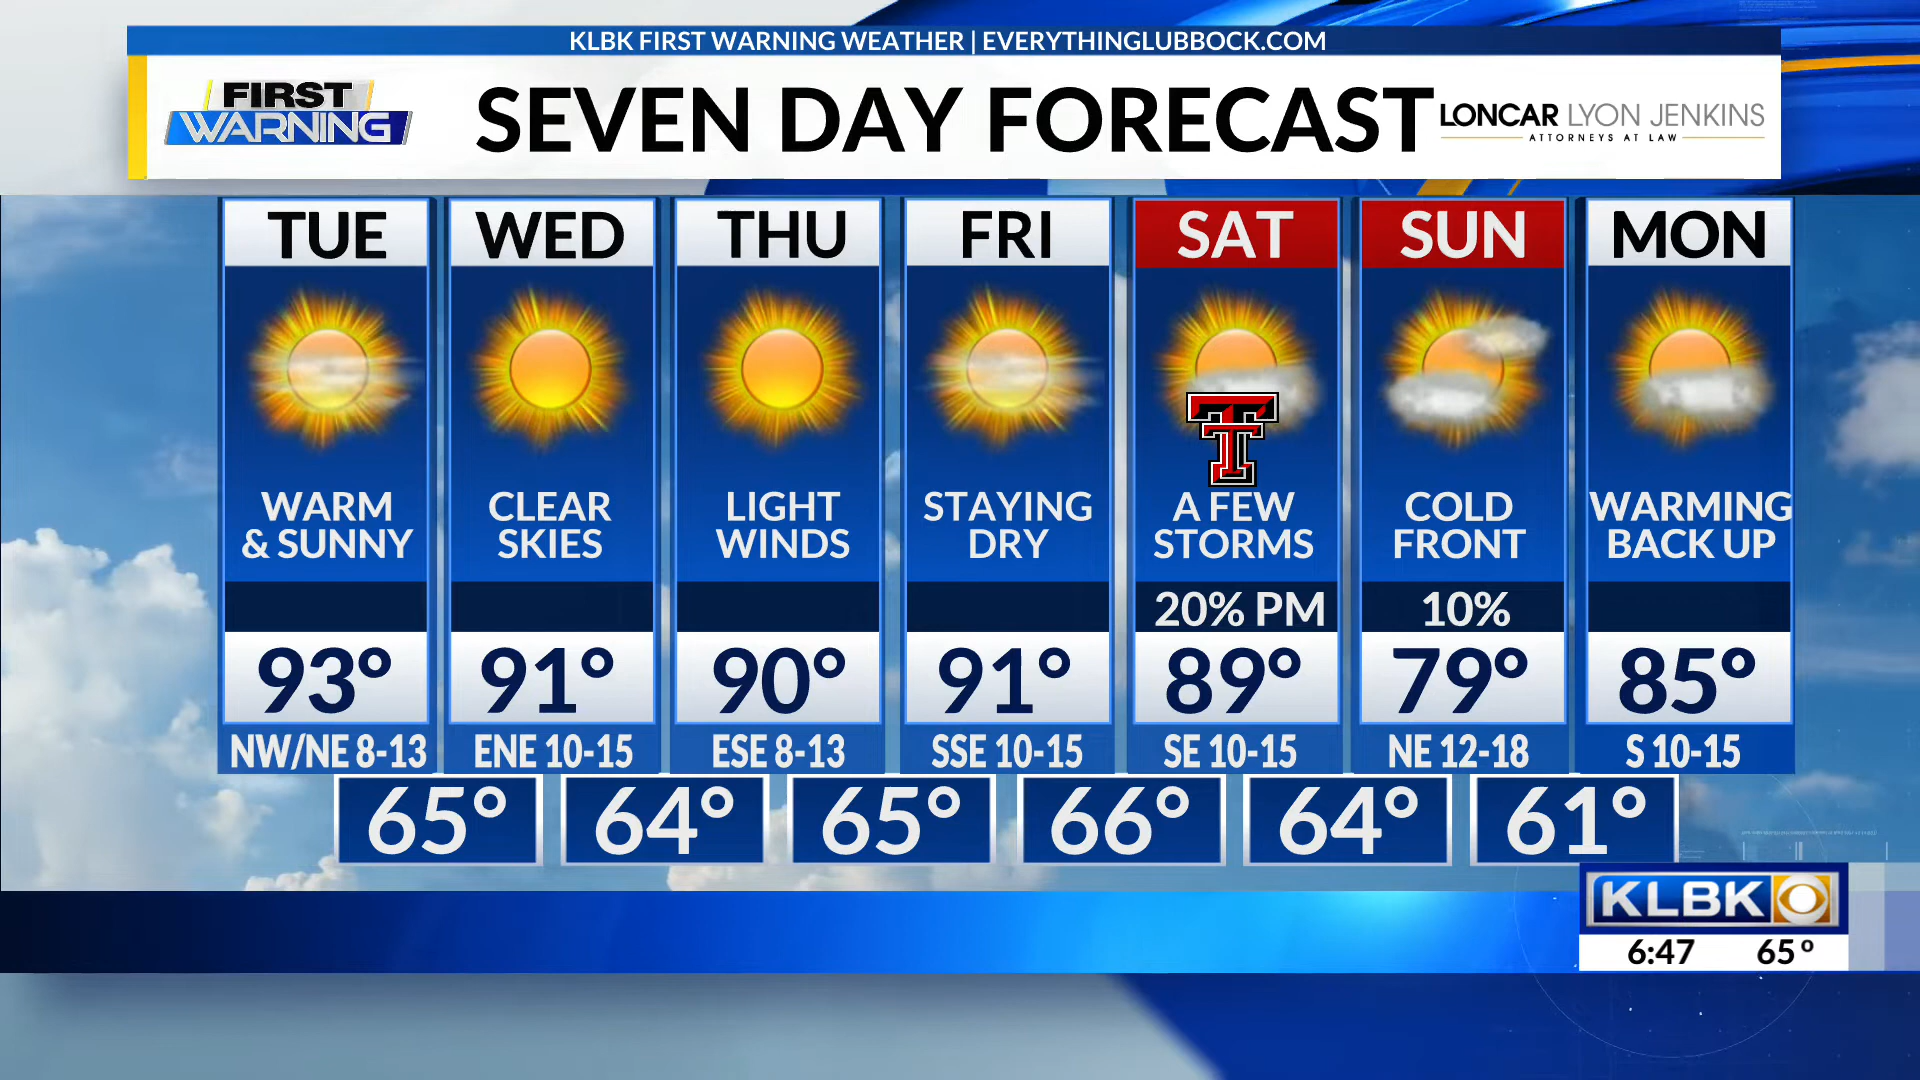 KLBK FIRST WARNING WEATHER | EVERYTHINGLUBBOCK.COM
FIRST
WARNING
SEVEN DAY FORECAST
LONCAR LYON JENKINS
ATTORNEYS AT LAW
TUE WED THU FRI SAT SUN MON
WARM
& SUNNY
CLEAR
SKIES
LIGHT
WINDS
STAYING
DRY
A FEW
STORMS
COLD
FRONT
WARMING
BACK UP
20% PM 10%
93° 91° 90° 91° 89° 79° 85°
NW/NE 8-13 ENE 10-15 ESE 8-13 SSE 10-15 SE 10-15 NE 12-18 S 10-15
65° 64° 65° 66° 64° 61°
KLBK
6:47 65°